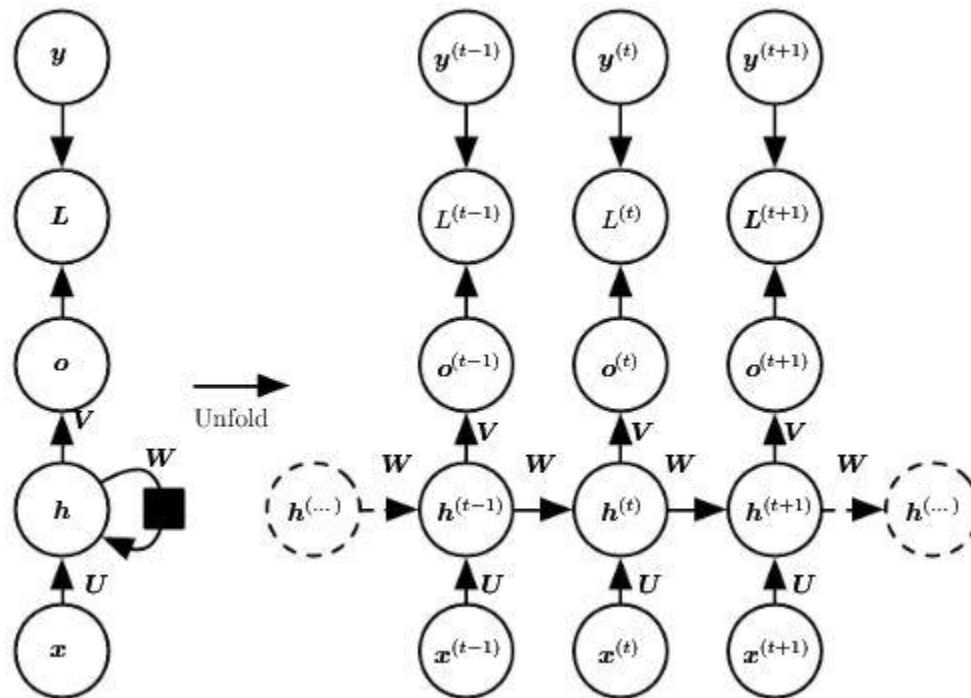 y y^(t−1) y^(t) y^(t+1)
L L^(t−1) L^(t) L^(t+1)
o o^(t−1) o^(t) o^(t+1)
Unfold
V V V V
W W W W W
h h^(...) h^(t−1) h^(t) h^(t+1) h^(...)
U U U U
x x^(t−1) x^(t) x^(t+1)